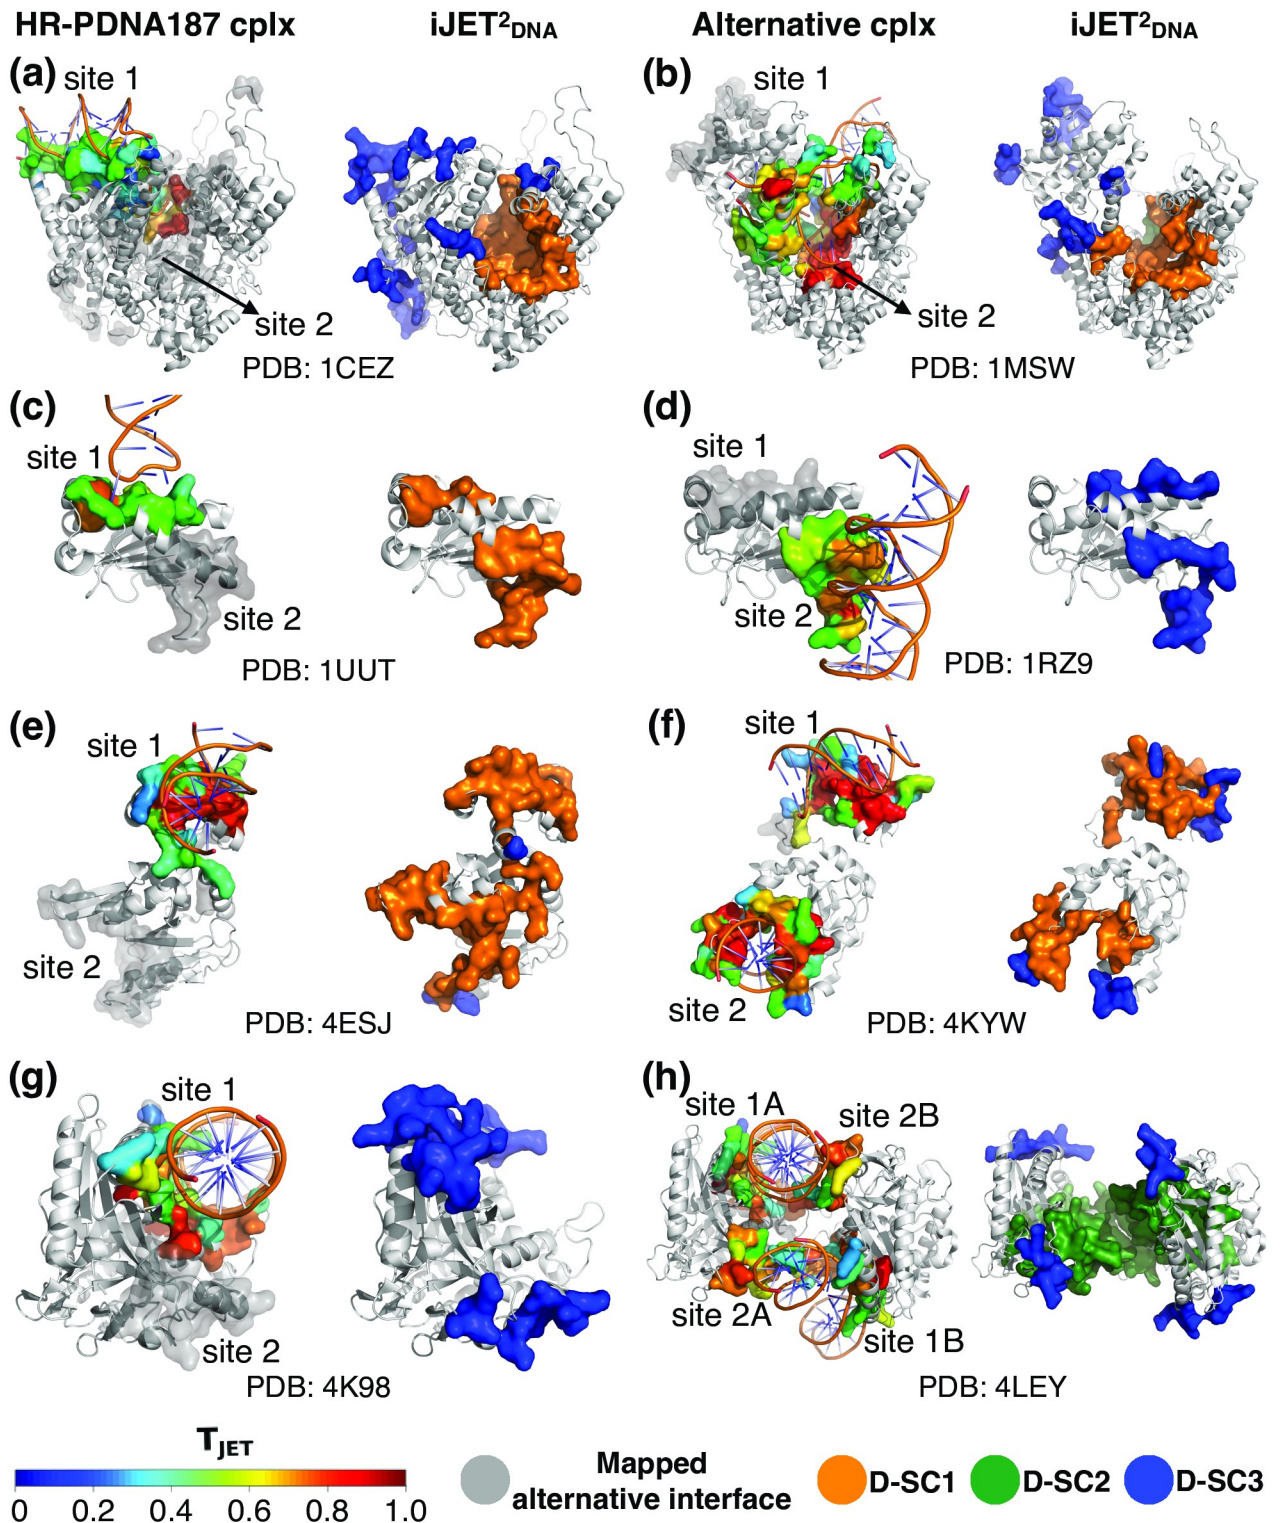 HR-PDNA187 cplx iJET²DNA Alternative cplx iJET²DNA
(a) site 1
site 2
PDB: 1CEZ
(b) site 1
site 2
PDB: 1MSW
(c)
site 1
site 2
PDB: 1UUT
(d)
site 1
site 2
PDB: 1RZ9
(e)
site 1
site 2
PDB: 4ESJ
(f) site 1
site 2
PDB: 4KYW
(g) site 1
site 2
PDB: 4K98
(h)
site 1A site 2B
site 2A
site 1B
PDB: 4LEY
TJET
0 0.2 0.4 0.6 0.8 1.0
Mapped
alternative interface
D-SC1 D-SC2 D-SC3